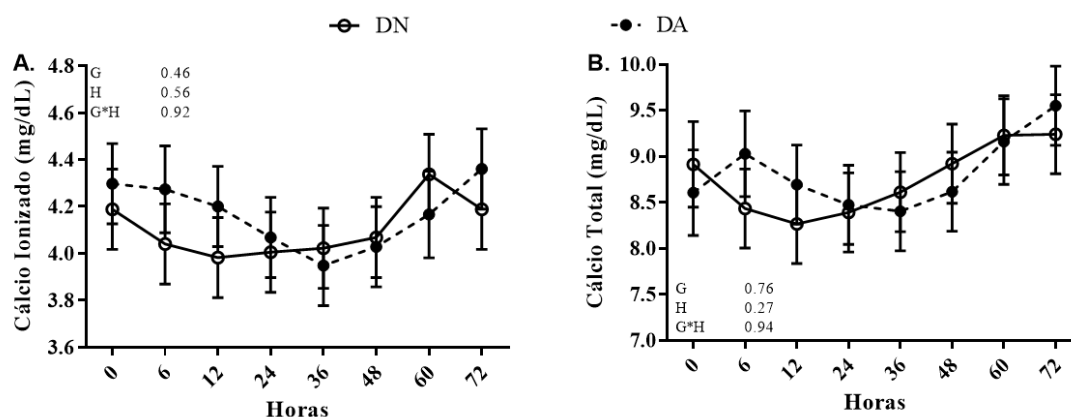 DN DA
A.
G 0.46
H 0.56
G*H 0.92
Cálcio Ionizado (mg/dL)
4.8
4.6
4.4
4.2
4.0
3.8
3.6
0 6 12 24 36 48 60 72
Horas
B.
Cálcio Total (mg/dL)
10.0
9.5
9.0
8.5
8.0
7.5
7.0
G 0.76
H 0.27
G*H 0.94
0 6 12 24 36 48 60 72
Horas